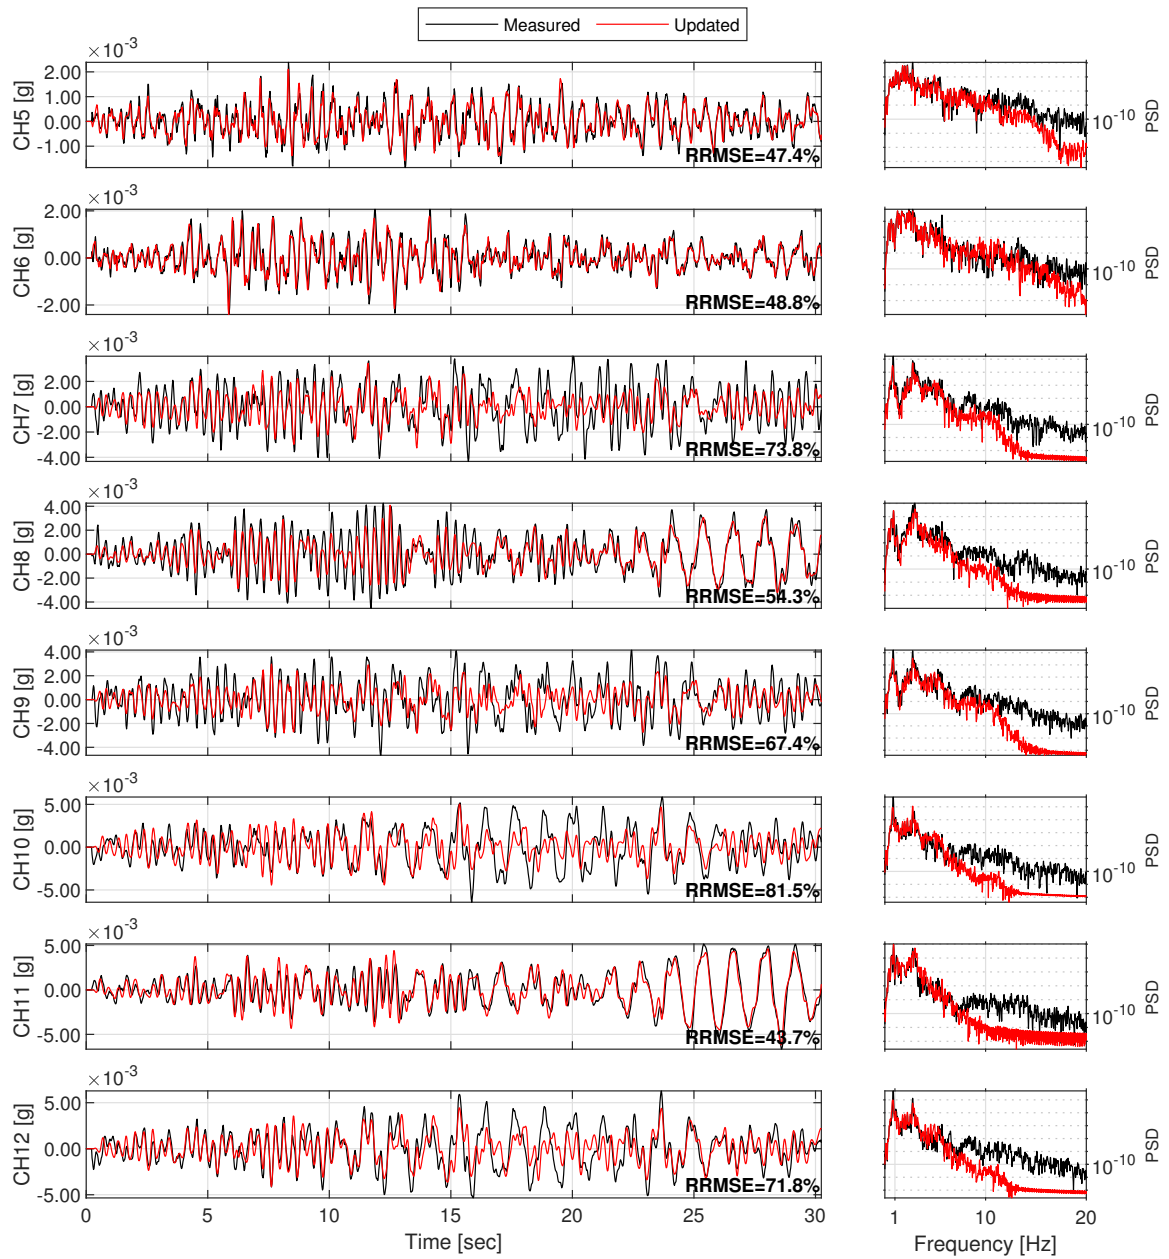 Measured Updated
×10-3
2.00
1.00
0.00
-1.00
CH5 [g]
RRMSE=47.4%
10-10
PSD
×10-3
2.00
0.00
-2.00
CH6 [g]
RRMSE=48.8%
10-10
PSD
×10-3
2.00
0.00
-2.00
-4.00
CH7 [g]
RRMSE=73.8%
10-10
PSD
×10-3
4.00
2.00
0.00
-2.00
-4.00
CH8 [g]
RRMSE=54.3%
10-10
PSD
×10-3
4.00
2.00
0.00
-2.00
-4.00
CH9 [g]
RRMSE=67.4%
10-10
PSD
×10-3
5.00
0.00
-5.00
CH10 [g]
RRMSE=81.5%
10-10
PSD
×10-3
5.00
0.00
-5.00
CH11 [g]
RRMSE=43.7%
10-10
PSD
×10-3
5.00
0.00
-5.00
CH12 [g]
RRMSE=71.8%
10-10
PSD
0 5 10 15 20 25 30
Time [sec]
1 10 20
Frequency [Hz]